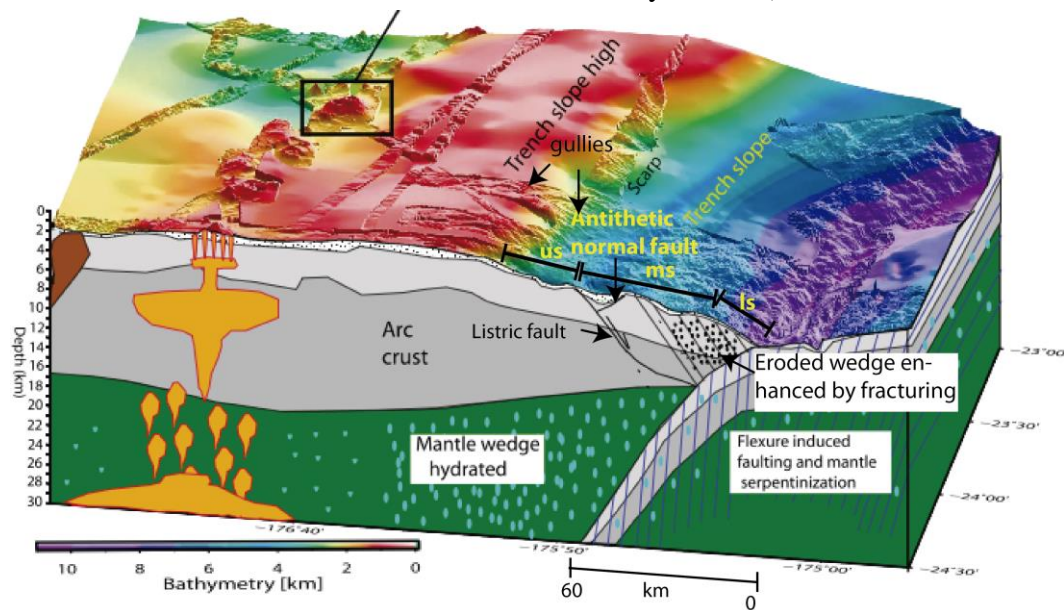 Trench slope high
gullies
Scarp
Trench slope
Antithetic
normal fault
us
ms
ls
0
2
4
6
8
10
12
14
16
18
20
22
24
26
28
30
Depth (km)
Arc
crust
Listric fault
Eroded wedge en-
hanced by fracturing
Mantle wedge
hydrated
Flexure induced
faulting and mantle
serpentinization
−23°00'
−23°30'
−24°00'
−24°30'
−176°40'
−175°50'
−175°00'
10 8 6 4 2 0
Bathymetry [km]
60 km 0